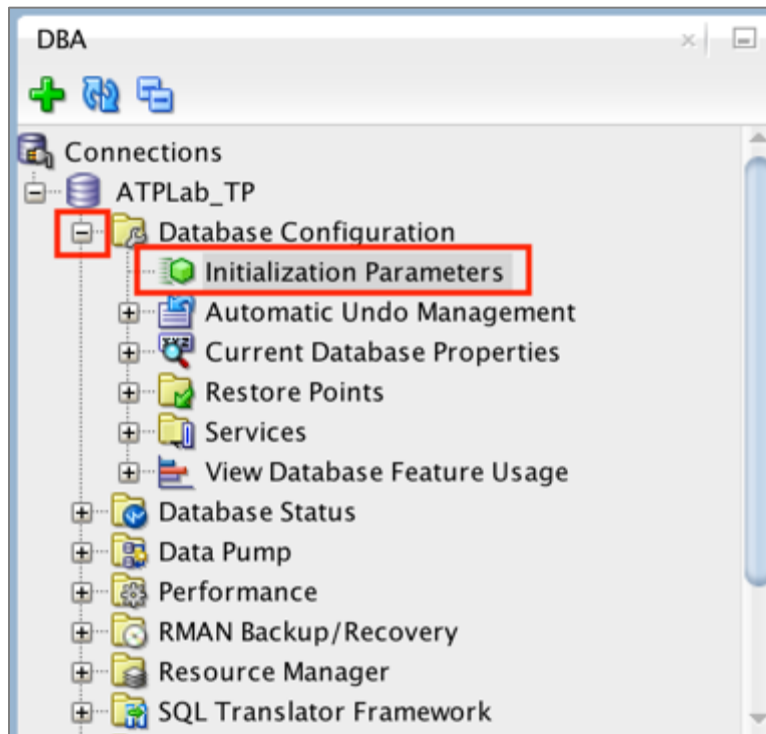 DBA
Connections
ATPLab_TP
Database Configuration
Initialization Parameters
Automatic Undo Management
Current Database Properties
Restore Points
Services
View Database Feature Usage
Database Status
Data Pump
Performance
RMAN Backup/Recovery
Resource Manager
SQL Translator Framework